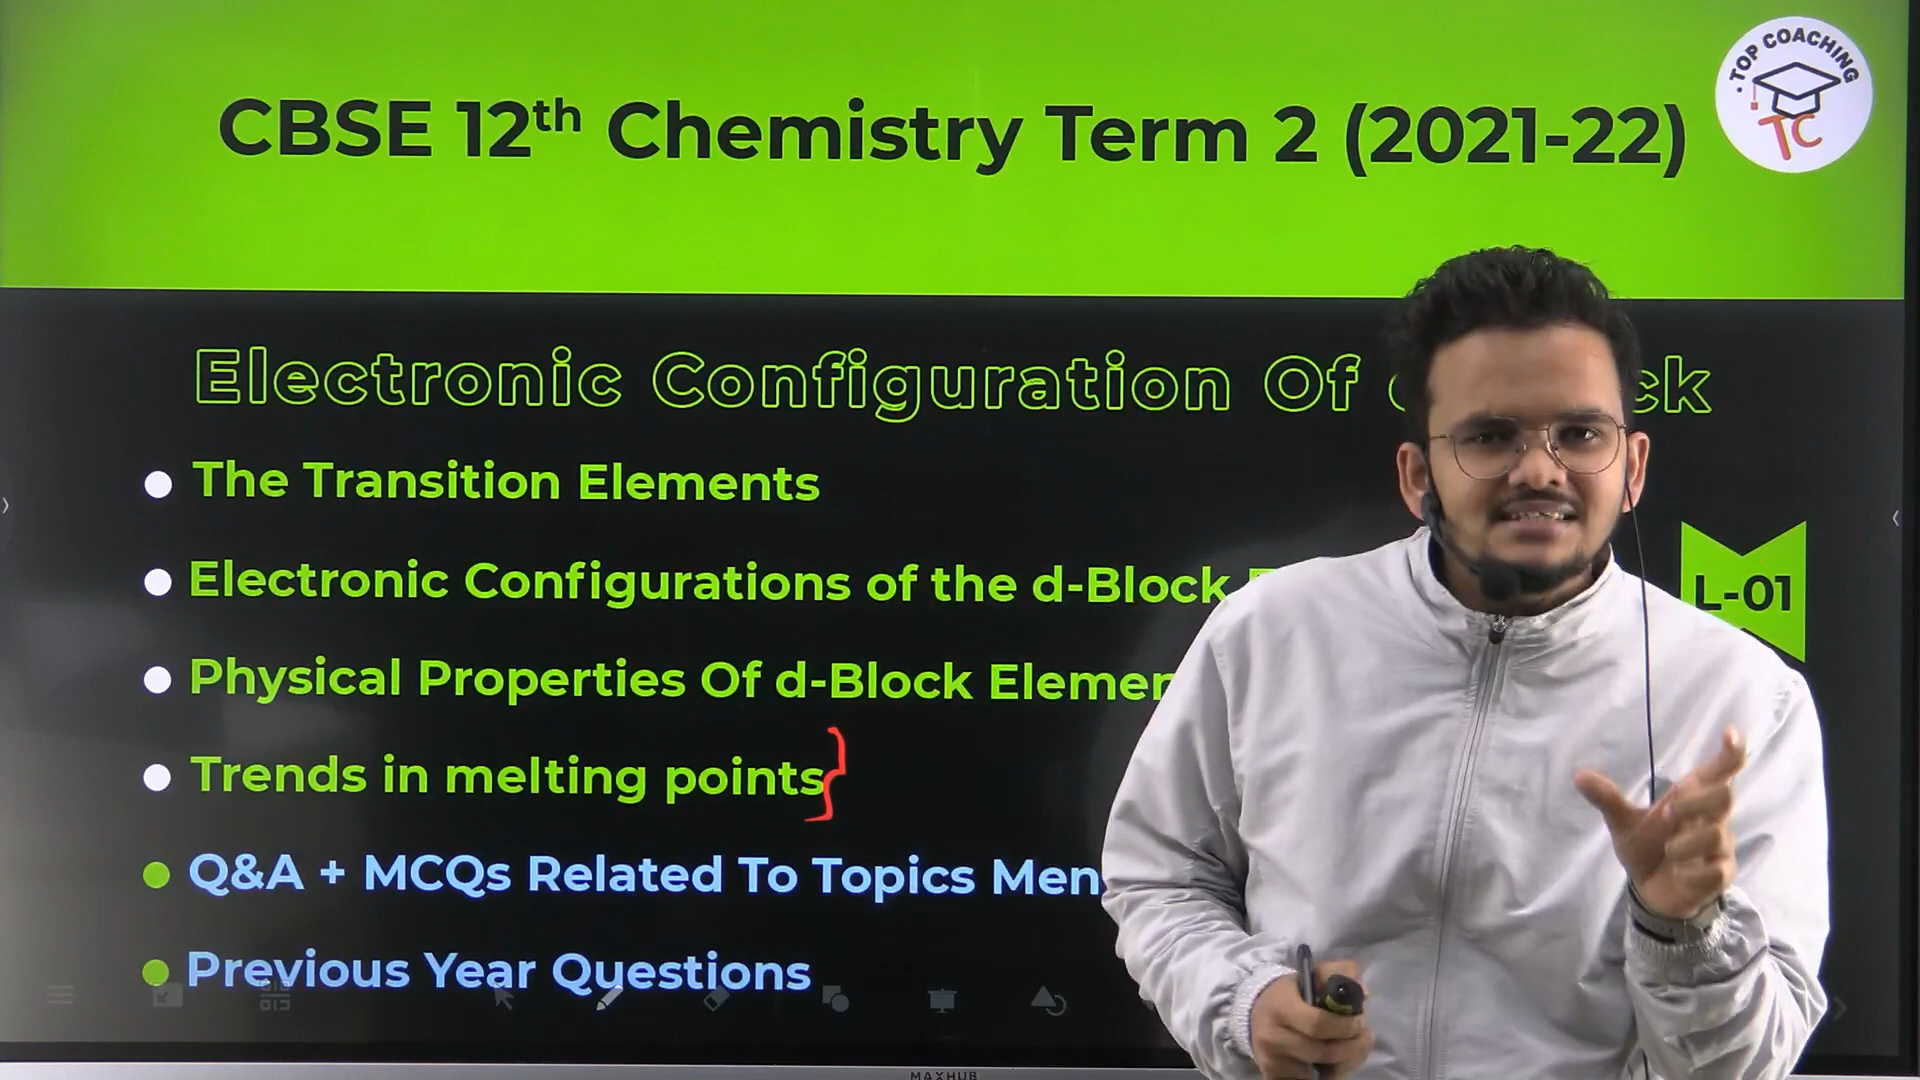 CBSE 12th Chemistry Term 2 (2021-22)
TOP COACHING
TC
Electronic Configuration Of
The Transition Elements
Electronic Configurations of the d-Block
L-01
Physical Properties Of d-Block
Trends in melting points
Q&A + MCQs Related To Topics
Previous Year Questions
MAXHUB